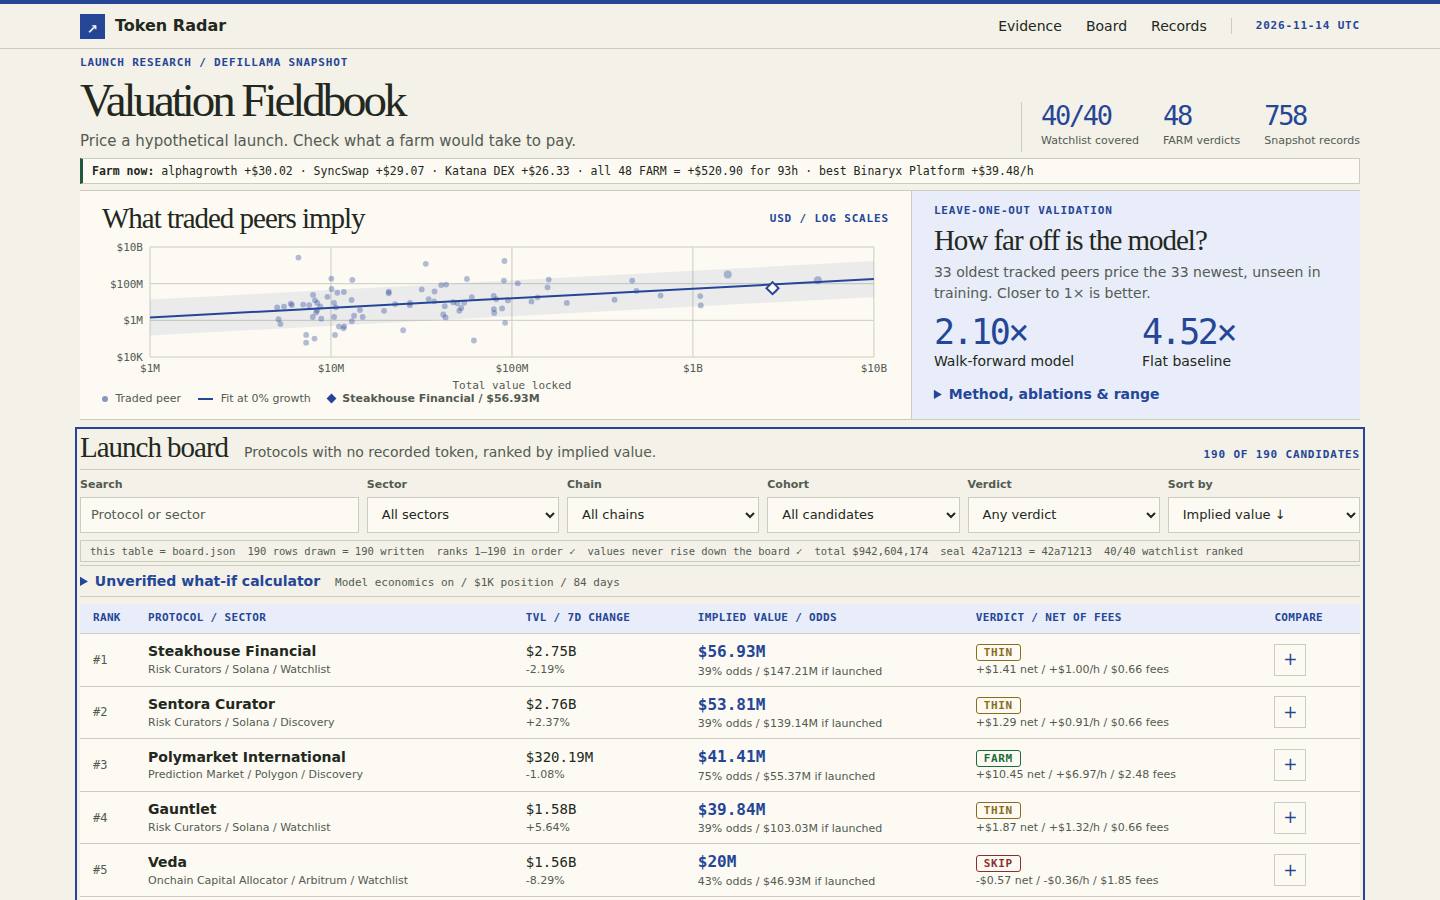 ↗ Token Radar
Evidence Board Records 2026-11-14 UTC
LAUNCH RESEARCH / DEFILLAMA SNAPSHOT
Valuation Fieldbook
Price a hypothetical launch. Check what a farm would take to pay.
40/40 48 758
Watchlist covered FARM verdicts Snapshot records
Farm now: alphagrowth +$30.02 · SyncSwap +$29.07 · Katana DEX +$26.33 · all 48 FARM = +$520.90 for 93h · best Binaryx Platform +$39.48/h
What traded peers imply
USD / LOG SCALES
$10B
$100M
$1M
$10K
$1M $10M $100M $1B $10B
Total value locked
Traded peer Fit at 0% growth Steakhouse Financial / $56.93M
LEAVE-ONE-OUT VALIDATION
How far off is the model?
33 oldest tracked peers price the 33 newest, unseen in
training. Closer to 1× is better.
2.10× 4.52×
Walk-forward model Flat baseline
Method, ablations & range
Launch board Protocols with no recorded token, ranked by implied value.
190 OF 190 CANDIDATES
Search Sector Chain Cohort Verdict Sort by
Protocol or sector All sectors All chains All candidates Any verdict Implied value ↓
this table = board.json 190 rows drawn = 190 written ranks 1–190 in order ✓ values never rise down the board ✓ total $942,604,174 seal 42a71213 = 42a71213 40/40 watchlist ranked
Unverified what-if calculator Model economics on / $1K position / 84 days
RANK PROTOCOL / SECTOR TVL / 7D CHANGE IMPLIED VALUE / ODDS VERDICT / NET OF FEES COMPARE
#1 Steakhouse Financial $2.75B $56.93M THIN +
Risk Curators / Solana / Watchlist -2.19% 39% odds / $147.21M if launched +$1.41 net / +$1.00/h / $0.66 fees
#2 Sentora Curator $2.76B $53.81M THIN +
Risk Curators / Solana / Discovery +2.37% 39% odds / $139.14M if launched +$1.29 net / +$0.91/h / $0.66 fees
#3 Polymarket International $320.19M $41.41M FARM +
Prediction Market / Polygon / Discovery -1.08% 75% odds / $55.37M if launched +$10.45 net / +$6.97/h / $2.48 fees
#4 Gauntlet $1.58B $39.84M THIN +
Risk Curators / Solana / Watchlist +5.64% 39% odds / $103.03M if launched +$1.87 net / +$1.32/h / $0.66 fees
#5 Veda $1.56B $20M SKIP +
Onchain Capital Allocator / Arbitrum / Watchlist -8.29% 43% odds / $46.93M if launched -$0.57 net / -$0.36/h / $1.85 fees